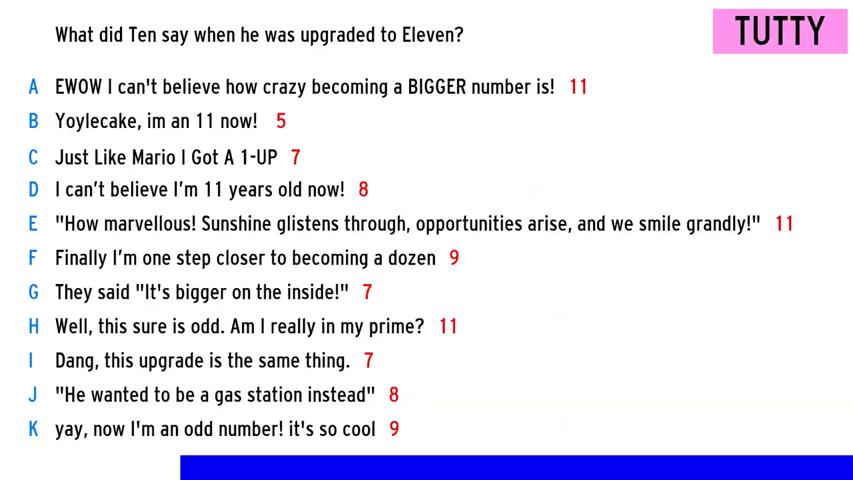 What did Ten say when he was upgraded to Eleven?
TUTTY
A EWOW I can't believe how crazy becoming a BIGGER number is! 11
B Yoylecake, im an 11 now! 5
C Just Like Mario I Got A 1-UP 7
D I can’t believe I’m 11 years old now! 8
E "How marvellous! Sunshine glistens through, opportunities arise, and we smile grandly!" 11
F Finally I’m one step closer to becoming a dozen 9
G They said "It's bigger on the inside!" 7
H Well, this sure is odd. Am I really in my prime? 11
I Dang, this upgrade is the same thing. 7
J "He wanted to be a gas station instead" 8
K yay, now I'm an odd number! it's so cool 9